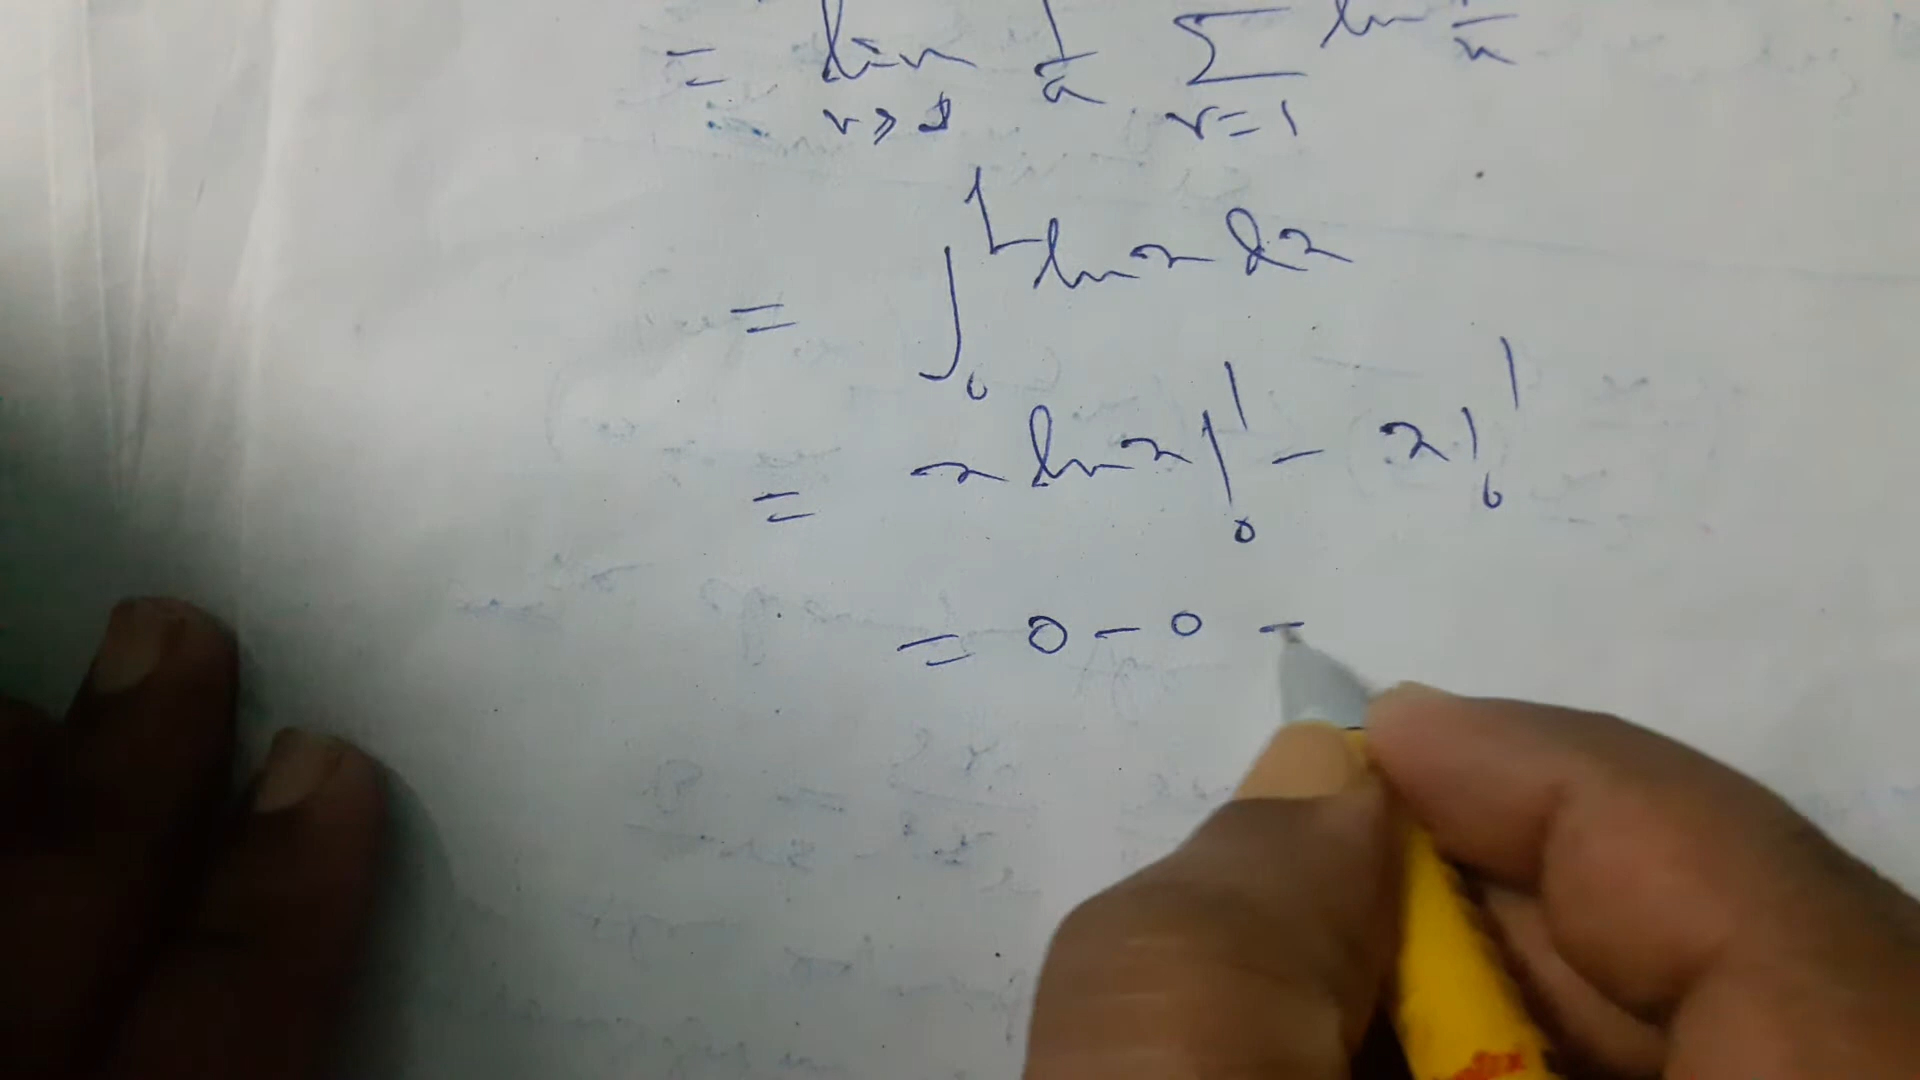 = lim 1/n Σ ln r/n
r=1
= ∫₀¹ ln x dx
= x ln x |₀¹ - x |₀¹
= 0 - 0 -